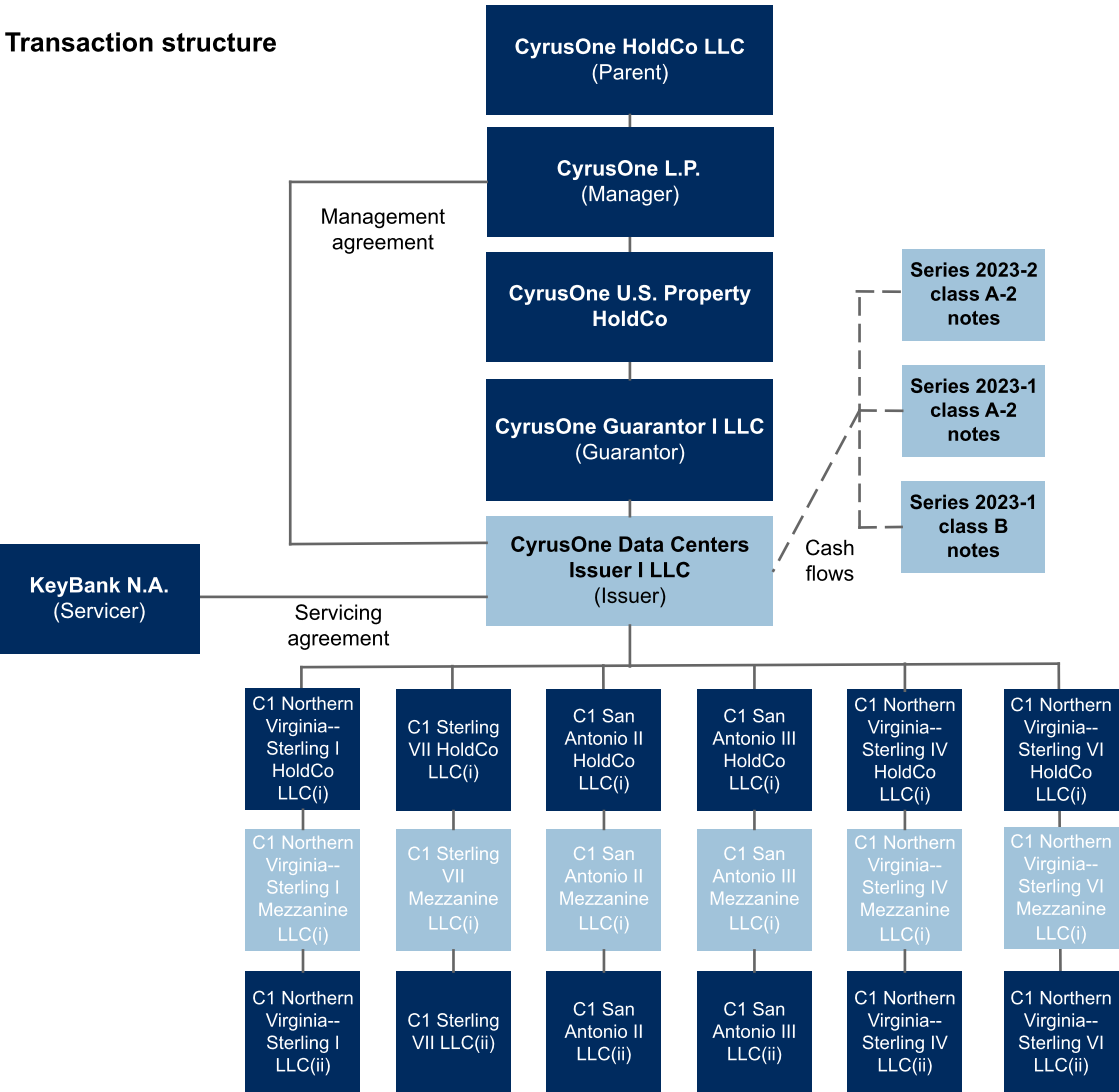 Transaction structure
CyrusOne HoldCo LLC
(Parent)
CyrusOne L.P.
(Manager)
Management
agreement
CyrusOne U.S. Property
HoldCo
Series 2023-2
class A-2
notes
CyrusOne Guarantor I LLC
(Guarantor)
Series 2023-1
class A-2
notes
Series 2023-1
class B
notes
CyrusOne Data Centers
Issuer I LLC
(Issuer)
Cash
flows
KeyBank N.A.
(Servicer)
Servicing
agreement
C1 Northern
Virginia--
Sterling I
HoldCo
LLC(i)
C1 Sterling
VII HoldCo
LLC(i)
C1 San
Antonio II
HoldCo
LLC(i)
C1 San
Antonio III
HoldCo
LLC(i)
C1 Northern
Virginia--
Sterling IV
HoldCo
LLC(i)
C1 Northern
Virginia--
Sterling VI
HoldCo
LLC(i)
C1 Northern
Virginia--
Sterling I
Mezzanine
LLC(i)
C1 Sterling
VII
Mezzanine
LLC(i)
C1 San
Antonio II
Mezzanine
LLC(i)
C1 San
Antonio III
Mezzanine
LLC(i)
C1 Northern
Virginia--
Sterling IV
Mezzanine
LLC(i)
C1 Northern
Virginia--
Sterling VI
Mezzanine
LLC(i)
C1 Northern
Virginia--
Sterling I
LLC(ii)
C1 Sterling
VII LLC(ii)
C1 San
Antonio II
LLC(ii)
C1 San
Antonio III
LLC(ii)
C1 Northern
Virginia--
Sterling IV
LLC(ii)
C1 Northern
Virginia--
Sterling VI
LLC(ii)